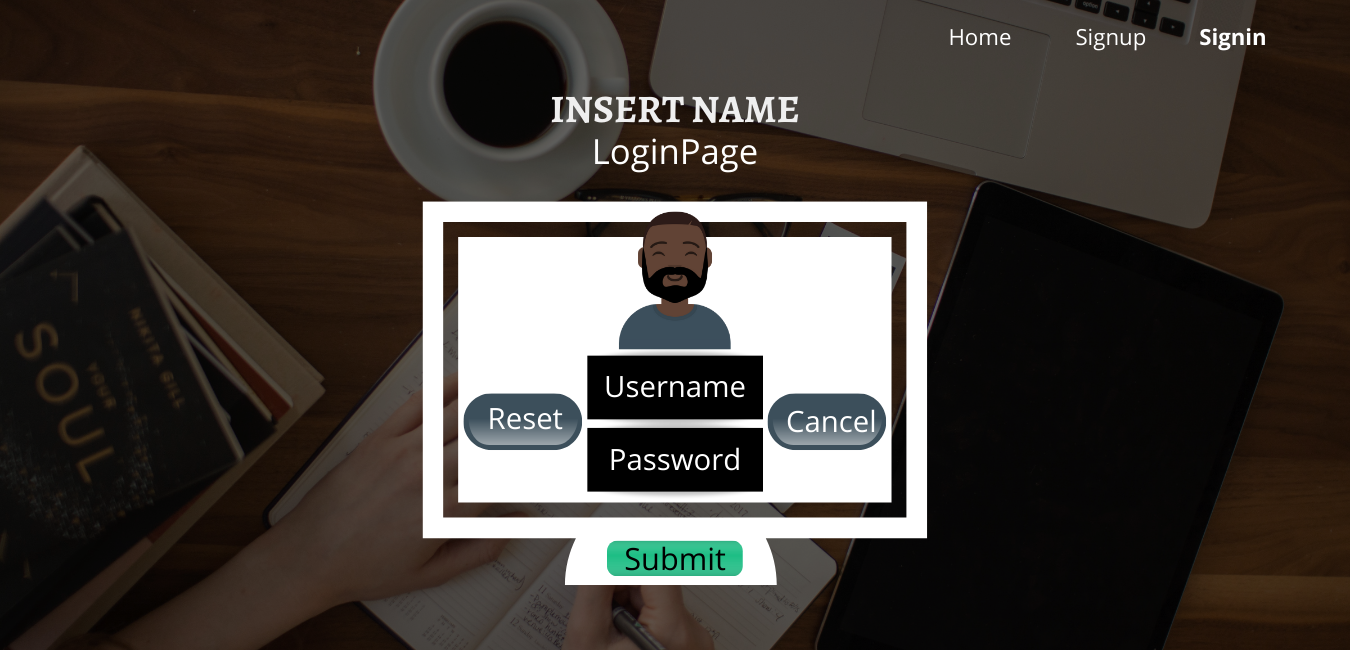 Home Signup Signin
INSERT NAME
LoginPage
Username
Reset
Cancel
Password
Submit
NIKITA GILL
YOUR
SOUL